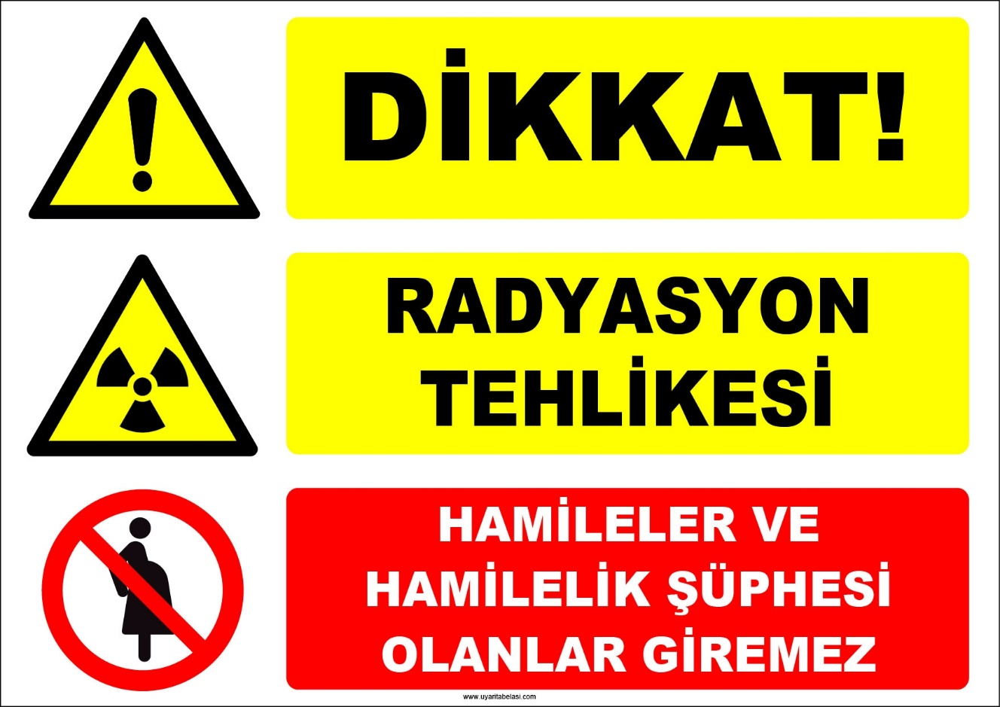 DİKKAT!
RADYASYON
TEHLİKESİ
HAMİLELER VE
HAMİLELİK ŞÜPHESİ
OLANLAR GİREMEZ
www.uyaritabelasi.com